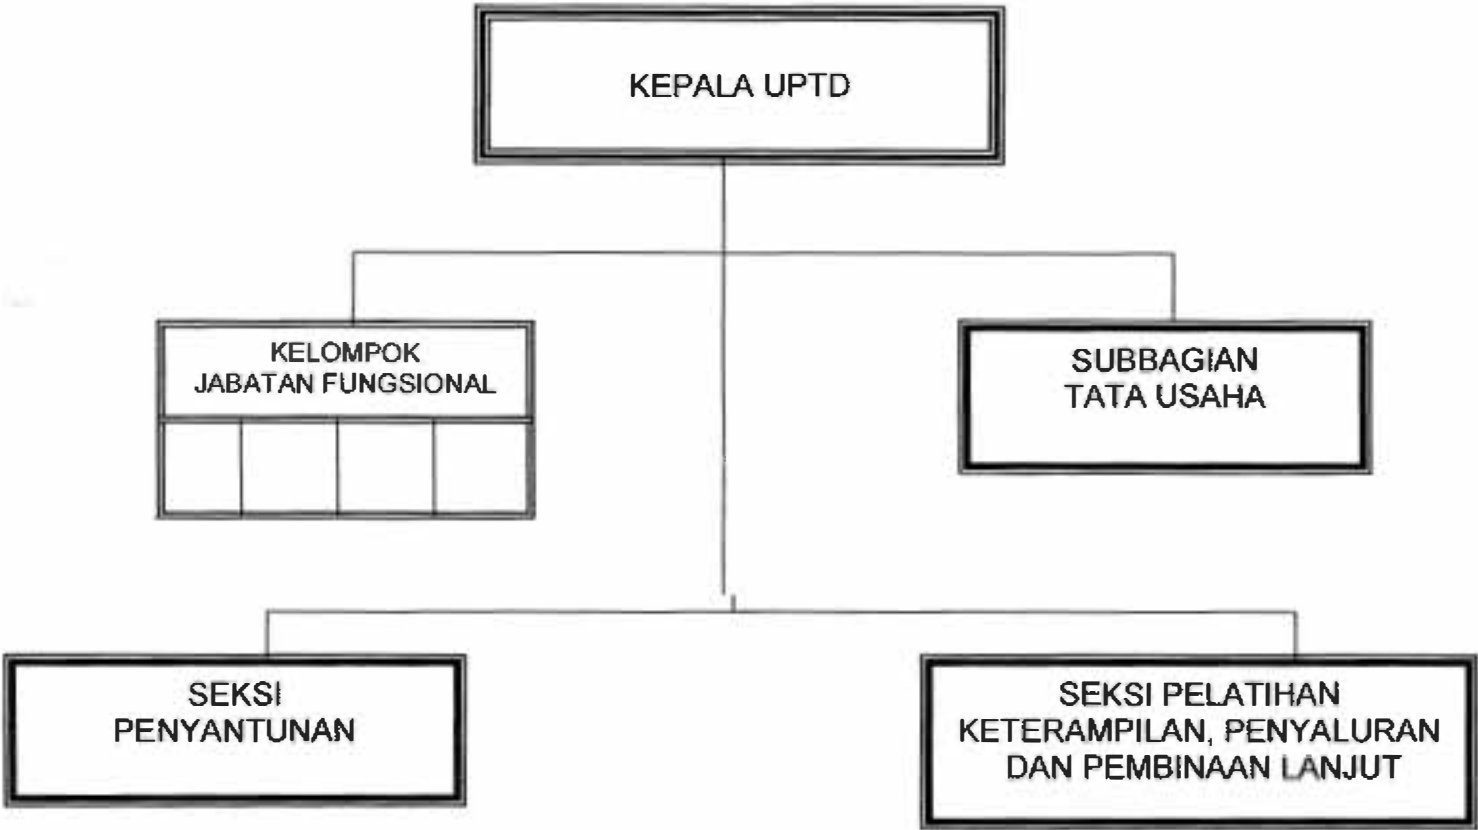 KEPALA UPTD
KELOMPOK
JABATAN FUNGSIONAL
SUBBAGIAN
TATA USAHA
SEKSI
PENYANTUNAN
SEKSI PELATIHAN
KETERAMPILAN, PENYALURAN
DAN PEMBINAAN LANJUT